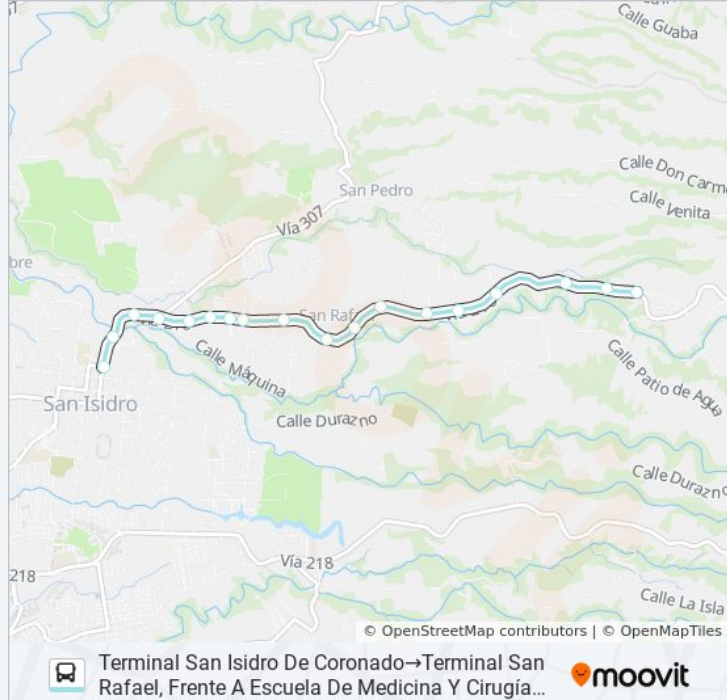 Calle Guaba
Calle Don Carm
San Pedro
Calle Venita
Vía 307
bre
San Rafa
Calle Máquina
Calle Patio de Agua
San Isidro
Calle Durazno
Calle Durazno
Vía 218
218
Calle La Isla
© OpenStreetMap contributors | © OpenMapTiles
Terminal San Isidro De Coronado→Terminal San
Rafael, Frente A Escuela De Medicina Y Cirugía…
moovit